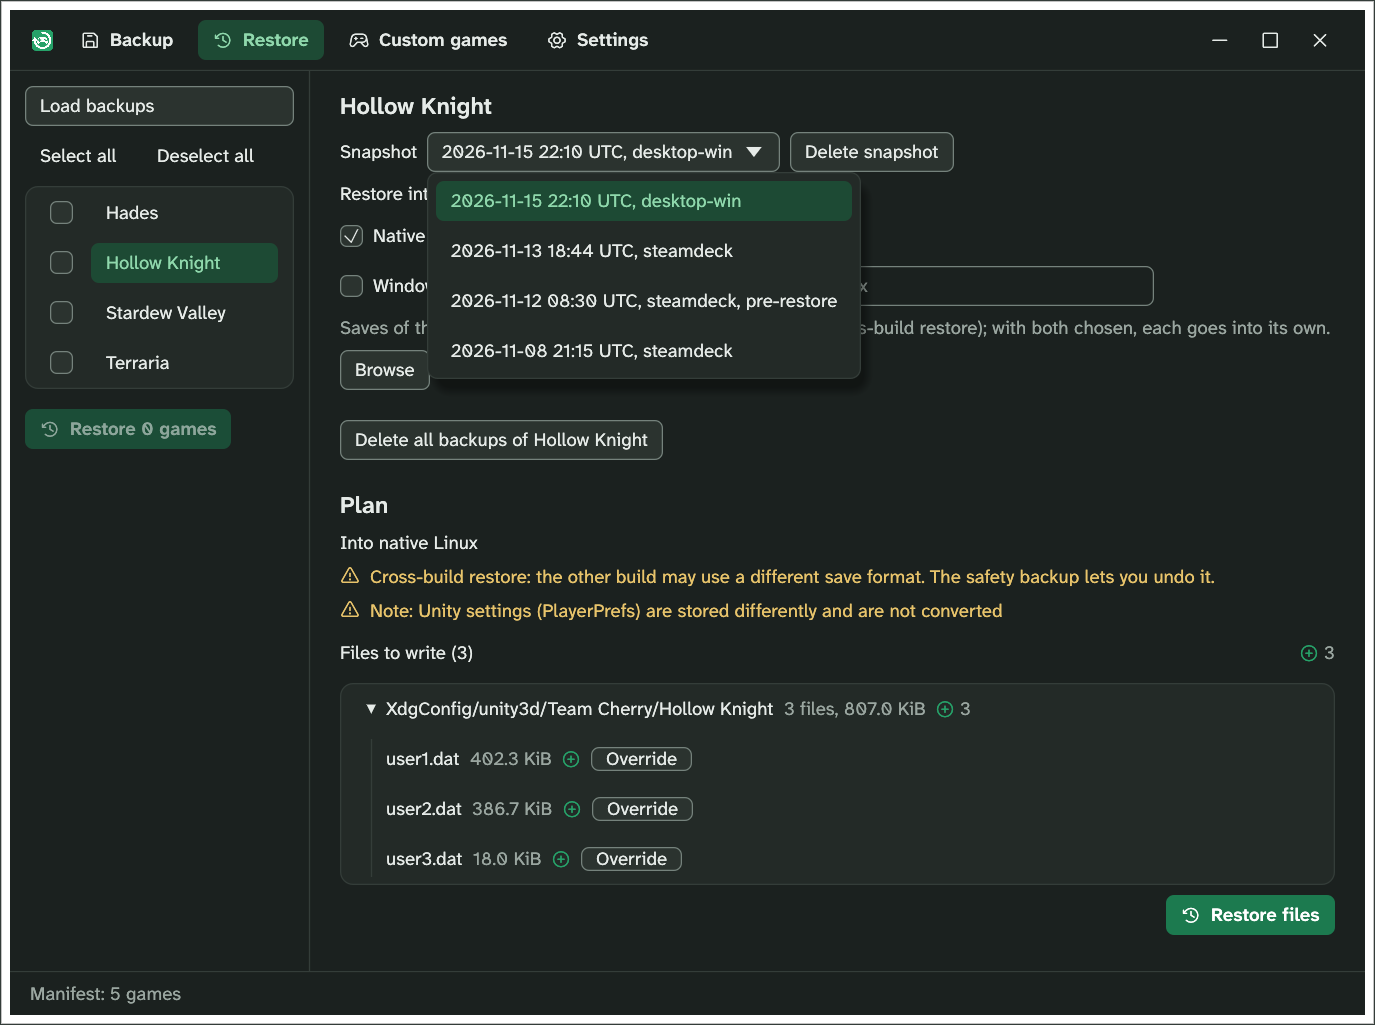 Backup Restore Custom games Settings
Load backups
Select all Deselect all
Hades
Hollow Knight
Stardew Valley
Terraria
Restore 0 games
Hollow Knight
Snapshot 2026-11-15 22:10 UTC, desktop-win Delete snapshot
Restore int
2026-11-15 22:10 UTC, desktop-win
2026-11-13 18:44 UTC, steamdeck
2026-11-12 08:30 UTC, steamdeck, pre-restore
2026-11-08 21:15 UTC, steamdeck
Native
Window x
Saves of th s-build restore); with both chosen, each goes into its own.
Browse
Delete all backups of Hollow Knight
Plan
Into native Linux
Cross-build restore: the other build may use a different save format. The safety backup lets you undo it.
Note: Unity settings (PlayerPrefs) are stored differently and are not converted
Files to write (3) 3
XdgConfig/unity3d/Team Cherry/Hollow Knight 3 files, 807.0 KiB 3
user1.dat 402.3 KiB Override
user2.dat 386.7 KiB Override
user3.dat 18.0 KiB Override
Restore files
Manifest: 5 games